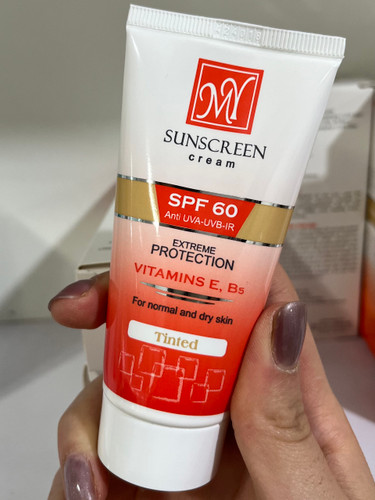 MY
SUNSCREEN
cream
SPF 60
Anti UVA-UVB-IR
EXTREME
PROTECTION
VITAMINS E, B5
For normal and dry skin
Tinted